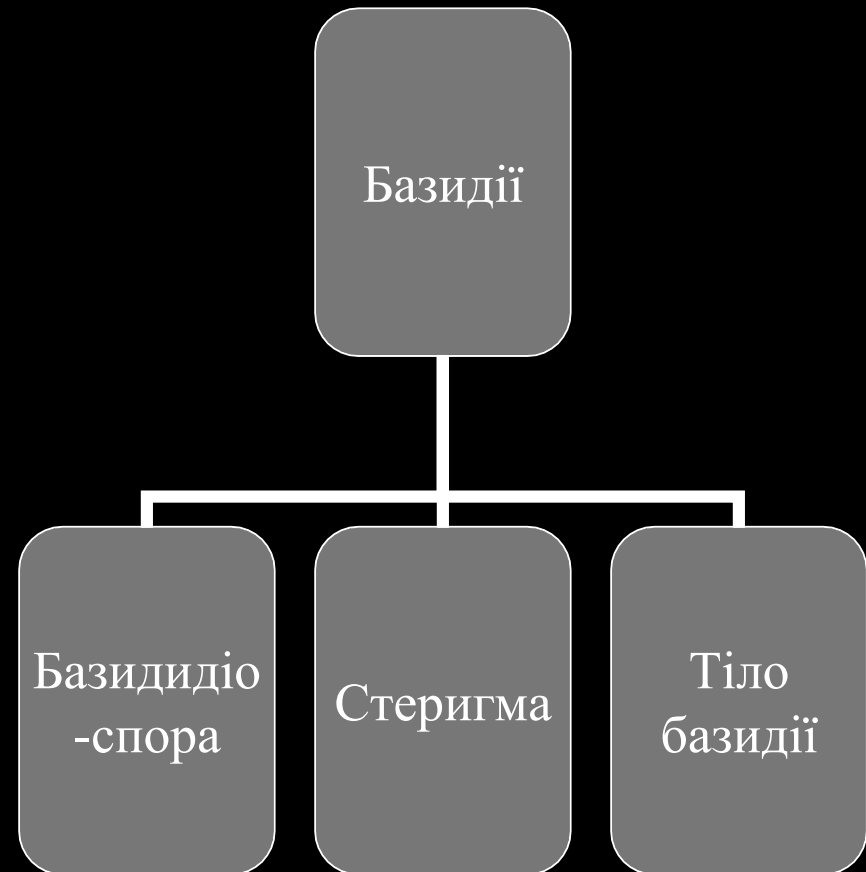 Базидії
Базидидіо
-спора
Стеригма
Тіло
базидії